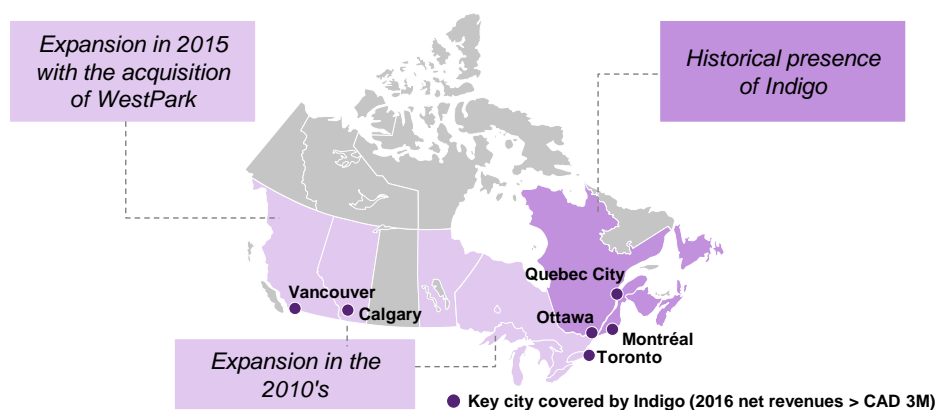 Expansion in 2015
with the acquisition
of WestPark
Historical presence
of Indigo
Quebec City
Vancouver
Calgary
Ottawa
Montréal
Toronto
Expansion in the
2010's
Key city covered by Indigo (2016 net revenues > CAD 3M)